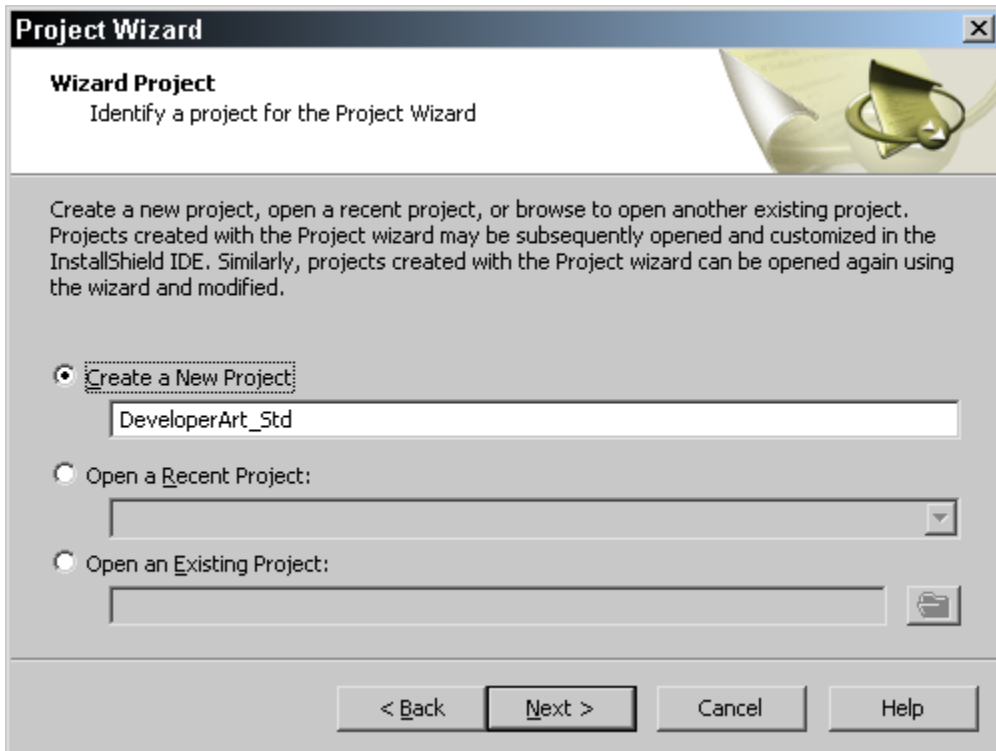 Project Wizard
Wizard Project
Identify a project for the Project Wizard
Create a new project, open a recent project, or browse to open another existing project.
Projects created with the Project wizard may be subsequently opened and customized in the
InstallShield IDE. Similarly, projects created with the Project wizard can be opened again using
the wizard and modified.
Create a New Project
DeveloperArt_Std
Open a Recent Project:
Open an Existing Project:
< Back Next > Cancel Help